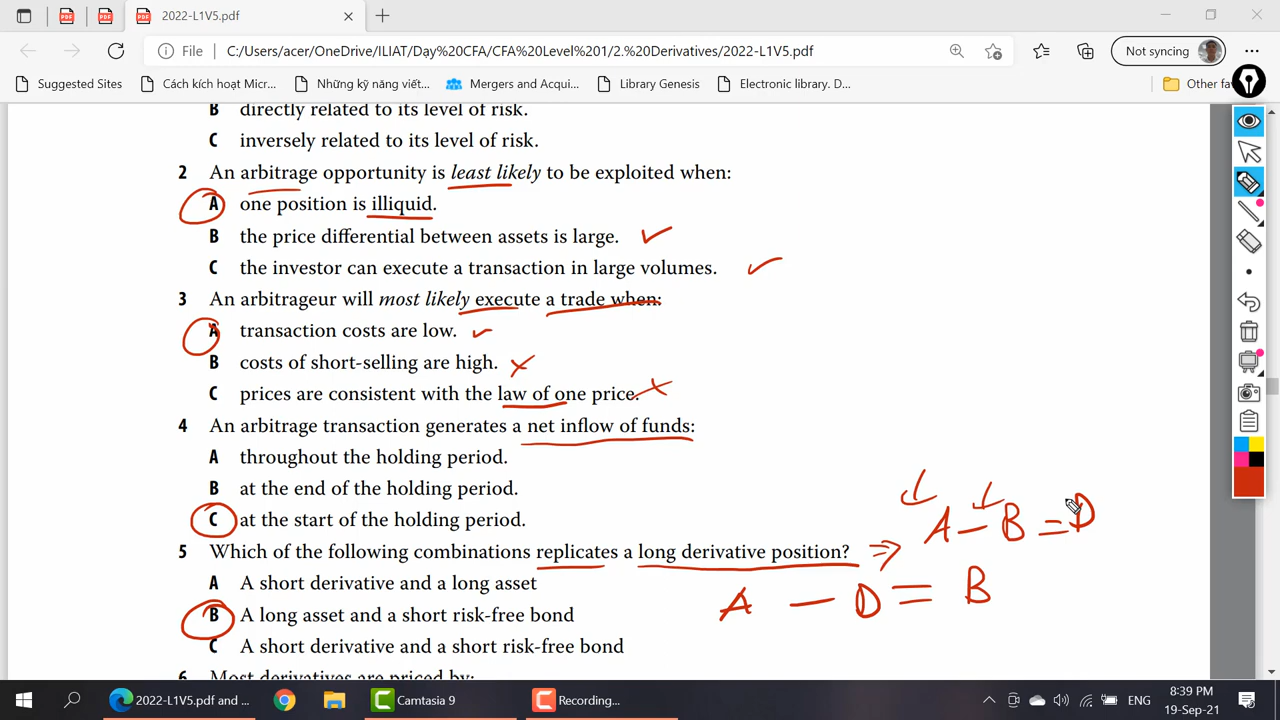 2022-L1V5.pdf
File
C:/Users/acer/OneDrive/ILIAT/Day%20CFA/CFA%20Level%201/2.%20Derivatives/2022-L1V5.pdf
Not syncing
Suggested Sites
Cách kích hoạt Micr...
Những kỹ năng viết...
Mergers and Acqui...
Library Genesis
Electronic library. D...
Other fav
B directly related to its level of risk.
C inversely related to its level of risk.
2 An arbitrage opportunity is least likely to be exploited when:
A one position is illiquid.
B the price differential between assets is large.
C the investor can execute a transaction in large volumes.
3 An arbitrageur will most likely execute a trade when:
A transaction costs are low.
B costs of short-selling are high.
C prices are consistent with the law of one price.
4 An arbitrage transaction generates a net inflow of funds:
A throughout the holding period.
B at the end of the holding period.
C at the start of the holding period.
A – B = D
5 Which of the following combinations replicates a long derivative position? ⇒
A A short derivative and a long asset
A – D = B
B A long asset and a short risk-free bond
C A short derivative and a short risk-free bond
6 Most derivatives are priced by:
2022-L1V5.pdf and ...
Camtasia 9
Recording...
ENG
8:39 PM
19-Sep-21